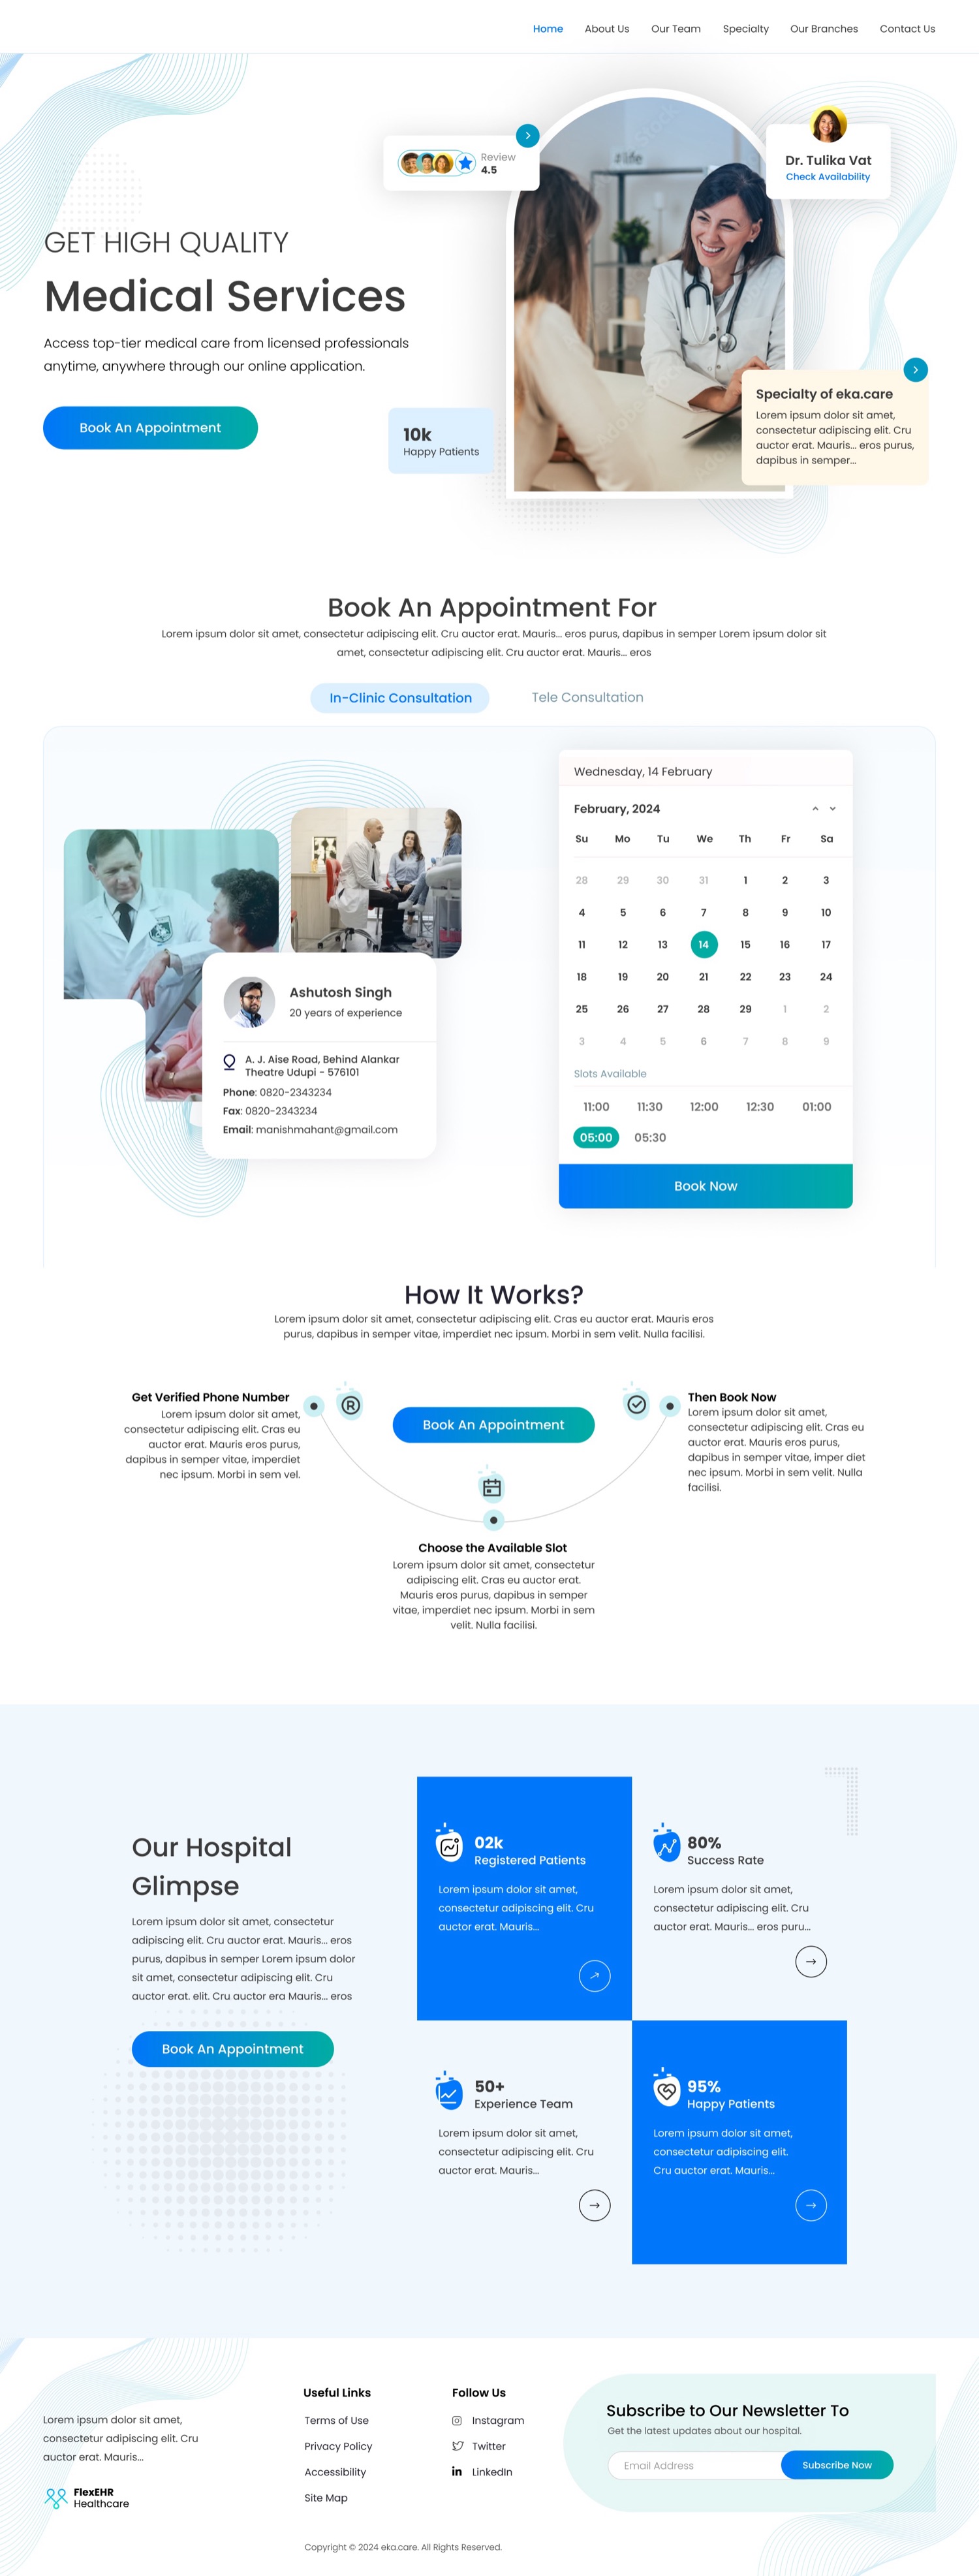 Home About Us Our Team Specialty Our Branches Contact Us
Review
4.5
Dr. Tulika Vat
Check Availability
GET HIGH QUALITY
Medical Services
Access top-tier medical care from licensed professionals
anytime, anywhere through our online application.
Book An Appointment
10k
Happy Patients
Specialty of eka.care
Lorem ipsum dolor sit amet,
consectetur adipiscing elit. Cru
auctor erat. Mauris... eros purus,
dapibus in semper...
Book An Appointment For
Lorem ipsum dolor sit amet, consectetur adipiscing elit. Cru auctor erat. Mauris... eros purus, dapibus in semper Lorem ipsum dolor sit
amet, consectetur adipiscing elit. Cru auctor erat. Mauris... eros
In-Clinic Consultation Tele Consultation
Ashutosh Singh
20 years of experience
A. J. Aise Road, Behind Alankar
Theatre Udupi - 576101
Phone: 0820-2343234
Fax: 0820-2343234
Email: manishmahant@gmail.com
Wednesday, 14 February
February, 2024
Su Mo Tu We Th Fr Sa
28 29 30 31 1 2 3
4 5 6 7 8 9 10
11 12 13 14 15 16 17
18 19 20 21 22 23 24
25 26 27 28 29 1 2
3 4 5 6 7 8 9
Slots Available
11:00 11:30 12:00 12:30 01:00
05:00 05:30
Book Now
How It Works?
Lorem ipsum dolor sit amet, consectetur adipiscing elit. Cras eu auctor erat. Mauris eros
purus, dapibus in semper vitae, imperdiet nec ipsum. Morbi in sem velit. Nulla facilisi.
Get Verified Phone Number
Lorem ipsum dolor sit amet,
consectetur adipiscing elit. Cras eu
auctor erat. Mauris eros purus,
dapibus in semper vitae, imperdiet
nec ipsum. Morbi in sem vel.
R
Book An Appointment
Then Book Now
Lorem ipsum dolor sit amet,
consectetur adipiscing elit. Cras eu
auctor erat. Mauris eros purus,
dapibus in semper vitae, imper diet
nec ipsum. Morbi in sem velit. Nulla
facilisi.
Choose the Available Slot
Lorem ipsum dolor sit amet, consectetur
adipiscing elit. Cras eu auctor erat.
Mauris eros purus, dapibus in semper
vitae, imperdiet nec ipsum. Morbi in sem
velit. Nulla facilisi.
Our Hospital
Glimpse
Lorem ipsum dolor sit amet, consectetur
adipiscing elit. Cru auctor erat. Mauris... eros
purus, dapibus in semper Lorem ipsum dolor
sit amet, consectetur adipiscing elit. Cru
auctor erat. elit. Cru auctor era Mauris... eros
Book An Appointment
02k
Registered Patients
Lorem ipsum dolor sit amet,
consectetur adipiscing elit. Cru
auctor erat. Mauris...
80%
Success Rate
Lorem ipsum dolor sit amet,
consectetur adipiscing elit. Cru
auctor erat. Mauris... eros puru...
50+
Experience Team
Lorem ipsum dolor sit amet,
consectetur adipiscing elit. Cru
auctor erat. Mauris...
95%
Happy Patients
Lorem ipsum dolor sit amet,
consectetur adipiscing elit.
Cru auctor erat. Mauris...
Lorem ipsum dolor sit amet,
consectetur adipiscing elit. Cru
auctor erat. Mauris...
FlexEHR
Healthcare
Useful Links
Terms of Use
Privacy Policy
Accessibility
Site Map
Follow Us
Instagram
Twitter
in LinkedIn
Subscribe to Our Newsletter To
Get the latest updates about our hospital.
Email Address Subscribe Now
Copyright © 2024 eka.care. All Rights Reserved.